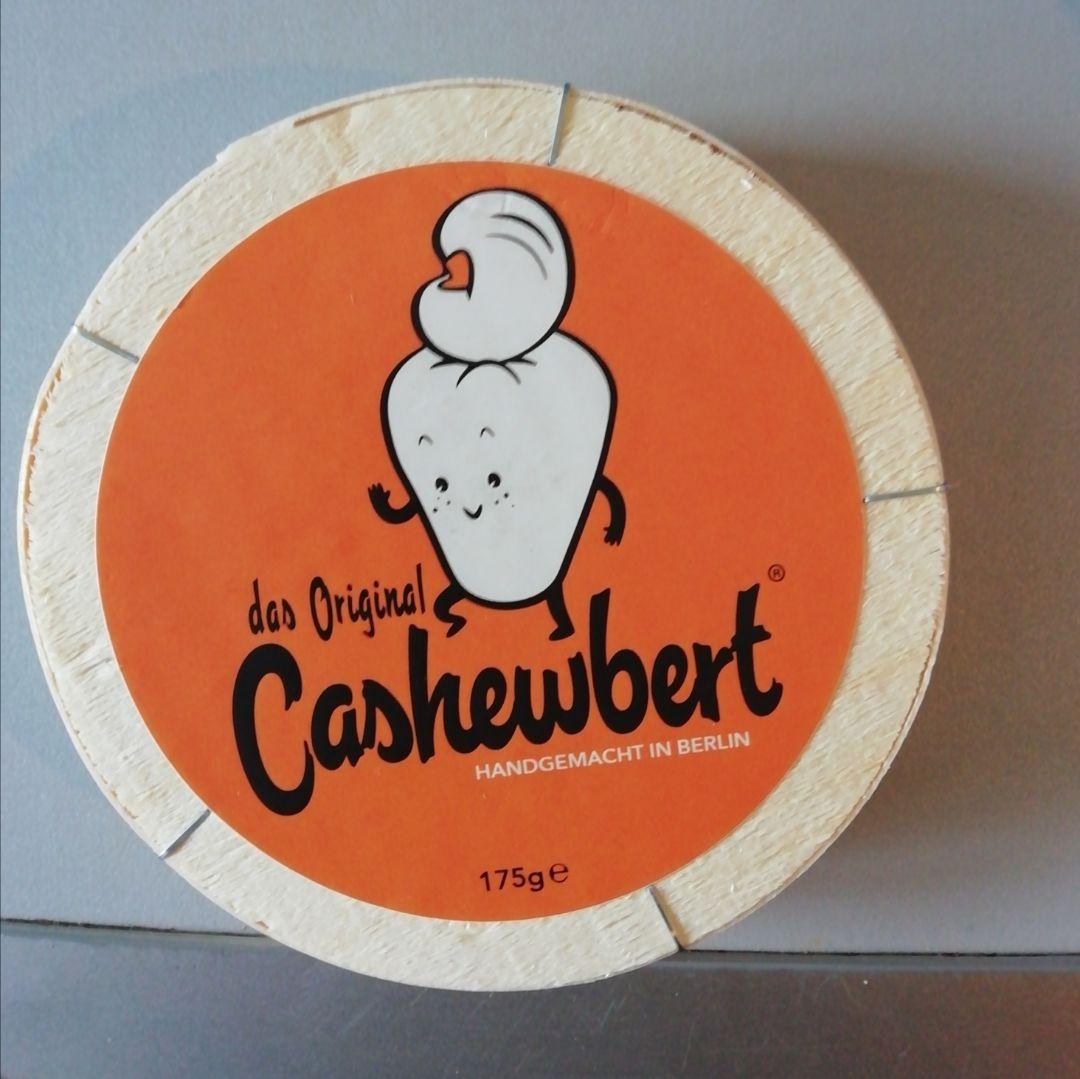 das Original
Cashewbert®
HANDGEMACHT IN BERLIN
175g℮